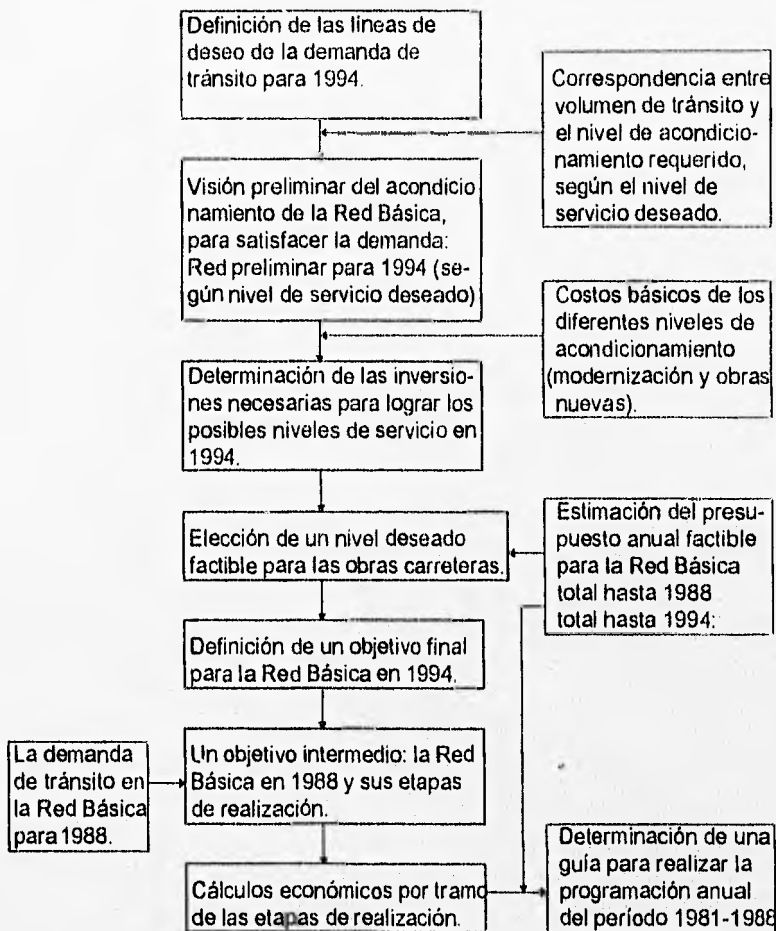 Definición de las líneas de
deseo de la demanda de
tránsito para 1994.
Correspondencia entre
volumen de tránsito y
el nivel de acondicio-
namiento requerido,
según el nivel de
servicio deseado.
Visión preliminar del acondicio
namiento de la Red Básica,
para satisfacer la demanda:
Red preliminar para 1994 (se-
gún nivel de servicio deseado)
Costos básicos de los
diferentes niveles de
acondicionamiento
(modernización y obras
nuevas).
Determinación de las inversio-
nes necesarias para lograr los
posibles niveles de servicio en
1994.
Elección de un nivel deseado
factible para las obras carreteras.
Estimación del presu-
puesto anual factible
para la Red Básica
total hasta 1988
total hasta 1994:
Definición de un objetivo final
para la Red Básica en 1994.
La demanda
de tránsito en
la Red Básica
para 1988.
Un objetivo intermedio: la Red
Básica en 1988 y sus etapas
de realización.
Cálculos económicos por tramo
de las etapas de realización.
Determinación de una
guía para realizar la
programación anual
del período 1981-1988